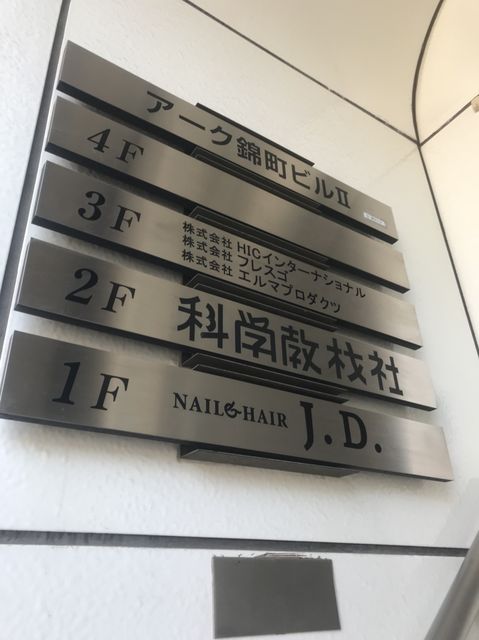 アーク錦町ビルⅡ
4F
3F
株式会社 HICインターナショナル
株式会社 フレスゴ
株式会社 エルマプロダクツ
2F 科学教材社
1F NAIL&HAIR J.D.